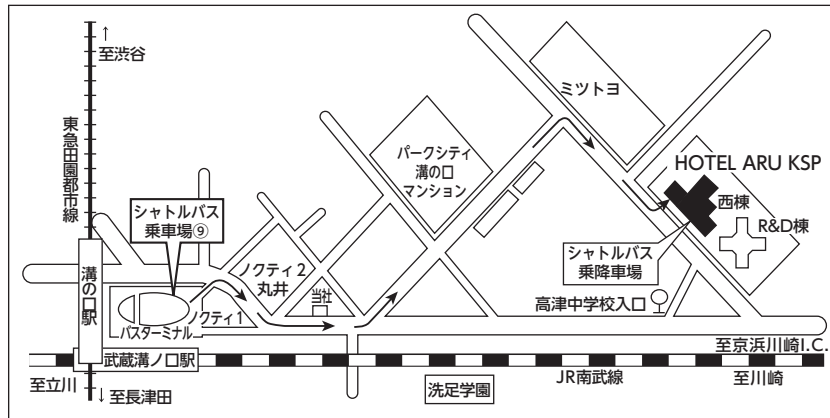 ↑
至渋谷
東急田園都市線
シャトルバス
乗車場⑨
溝の口駅
バスターミナル
ノクティ1
ノクティ2
丸井
当社
パークシティ
溝の口
マンション
ミツトヨ
HOTEL ARU KSP
西棟
R&D棟
シャトルバス
乗降車場
高津中学校入口
至京浜川崎I.C.
武蔵溝ノ口駅
至立川
↓至長津田
洗足学園
JR南武線
至川崎